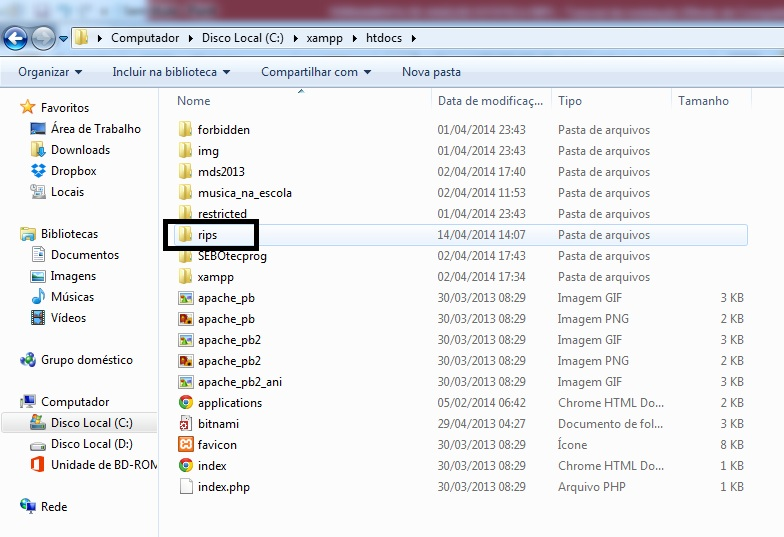 Computador Disco Local (C:) xampp htdocs
Organizar Incluir na biblioteca Compartilhar com Nova pasta
Favoritos
Área de Trabalho
Downloads
Dropbox
Locais
Bibliotecas
Documentos
Imagens
Músicas
Vídeos
Grupo doméstico
Computador
Disco Local (C:)
Disco Local (D:)
Unidade de BD-ROM
Rede
Nome Data de modificaç... Tipo Tamanho
forbidden 01/04/2014 23:43 Pasta de arquivos
img 01/04/2014 23:43 Pasta de arquivos
mds2013 02/04/2014 17:40 Pasta de arquivos
musica_na_escola 02/04/2014 11:53 Pasta de arquivos
restricted 01/04/2014 23:43 Pasta de arquivos
rips 14/04/2014 14:07 Pasta de arquivos
SEBOtecprog 02/04/2014 17:43 Pasta de arquivos
xampp 02/04/2014 17:34 Pasta de arquivos
apache_pb 30/03/2013 08:29 Imagem GIF 3 KB
apache_pb 30/03/2013 08:29 Imagem PNG 2 KB
apache_pb2 30/03/2013 08:29 Imagem GIF 3 KB
apache_pb2 30/03/2013 08:29 Imagem PNG 2 KB
apache_pb2_ani 30/03/2013 08:29 Imagem GIF 3 KB
applications 05/02/2014 06:42 Chrome HTML Do... 2 KB
bitnami 29/04/2013 04:27 Documento de fol... 1 KB
favicon 30/03/2013 08:29 Ícone 8 KB
index 30/03/2013 08:29 Chrome HTML Do... 1 KB
index.php 30/03/2013 08:29 Arquivo PHP 1 KB